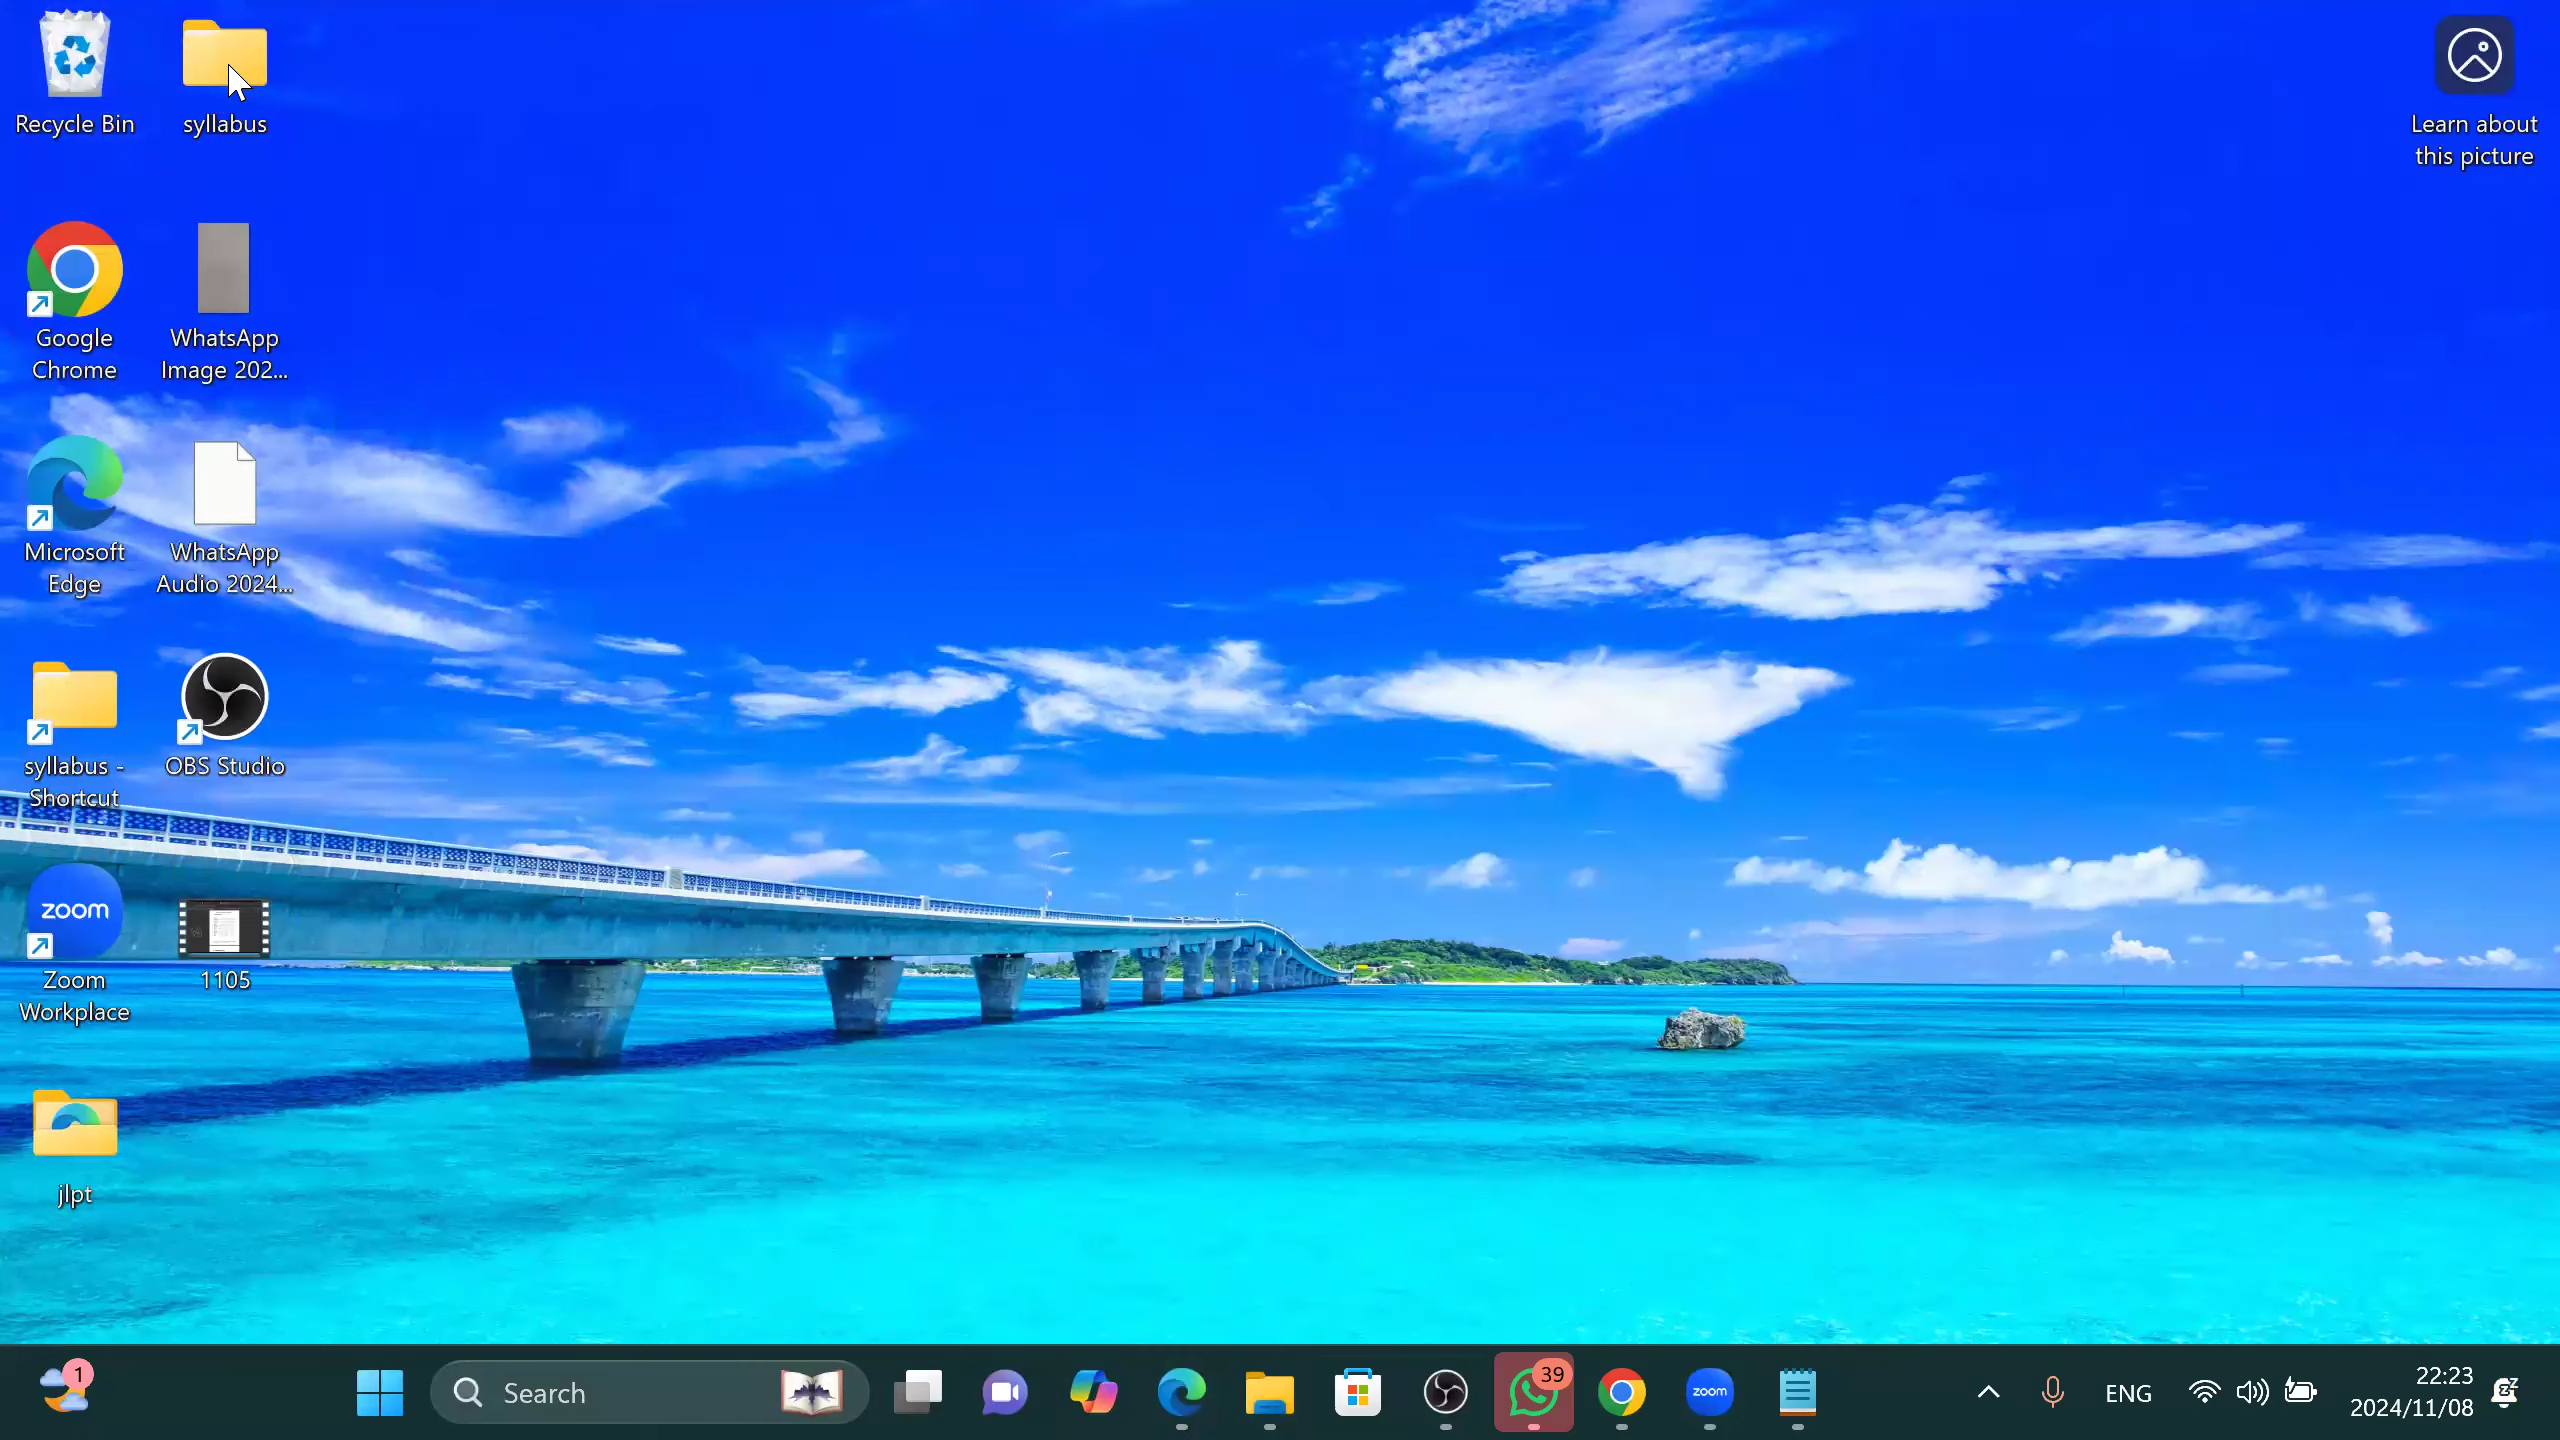 Recycle Bin
syllabus
Learn about
this picture
Google
Chrome
WhatsApp
Image 202...
Microsoft
Edge
WhatsApp
Audio 2024...
syllabus -
Shortcut
OBS Studio
zoom
Zoom
Workplace
1105
jlpt
1
Search
39
zoom
ENG
22:23
2024/11/08